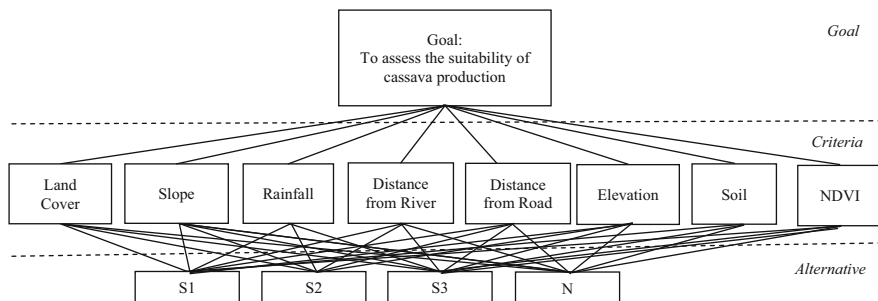 Goal:
To assess the suitability of
cassava production
Goal
Criteria
Land
Cover
Slope
Rainfall
Distance
from River
Distance
from Road
Elevation
Soil
NDVI
Alternative
S1
S2
S3
N